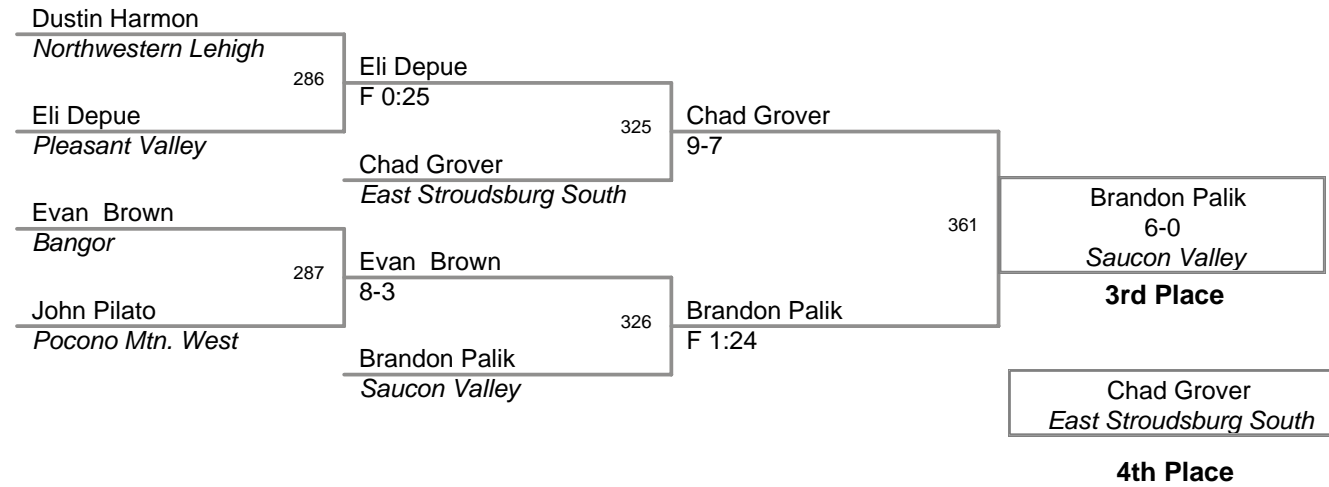 Dustin Harmon
Northwestern Lehigh
286
Eli Depue
F 0:25
Eli Depue
Pleasant Valley
325
Chad Grover
9-7
Chad Grover
East Stroudsburg South
Evan  Brown
Bangor
287
Evan  Brown
8-3
John Pilato
Pocono Mtn. West
326
Brandon Palik
F 1:24
Brandon Palik
Saucon Valley
361
Brandon Palik
6-0
Saucon Valley
3rd Place
Chad Grover
East Stroudsburg South
4th Place